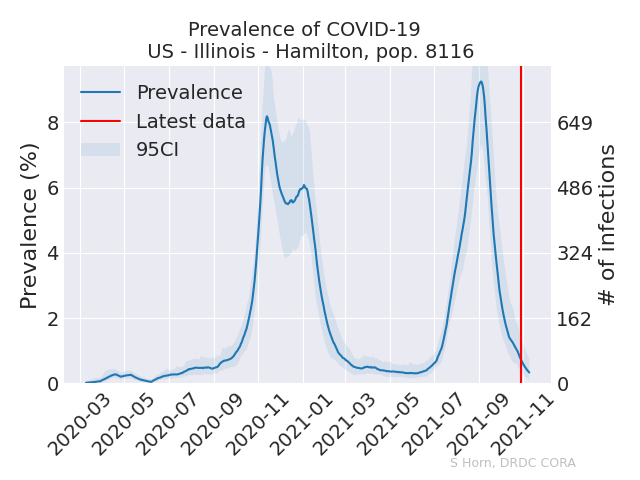 Prevalence of COVID-19
US - Illinois - Hamilton, pop. 8116
Prevalence
Latest data
95CI
Prevalence (%)
8
6
4
2
0
649
486
324
162
0
# of infections
2020-03
2020-05
2020-07
2020-09
2020-11
2021-01
2021-03
2021-05
2021-07
2021-09
2021-11
S Horn, DRDC CORA